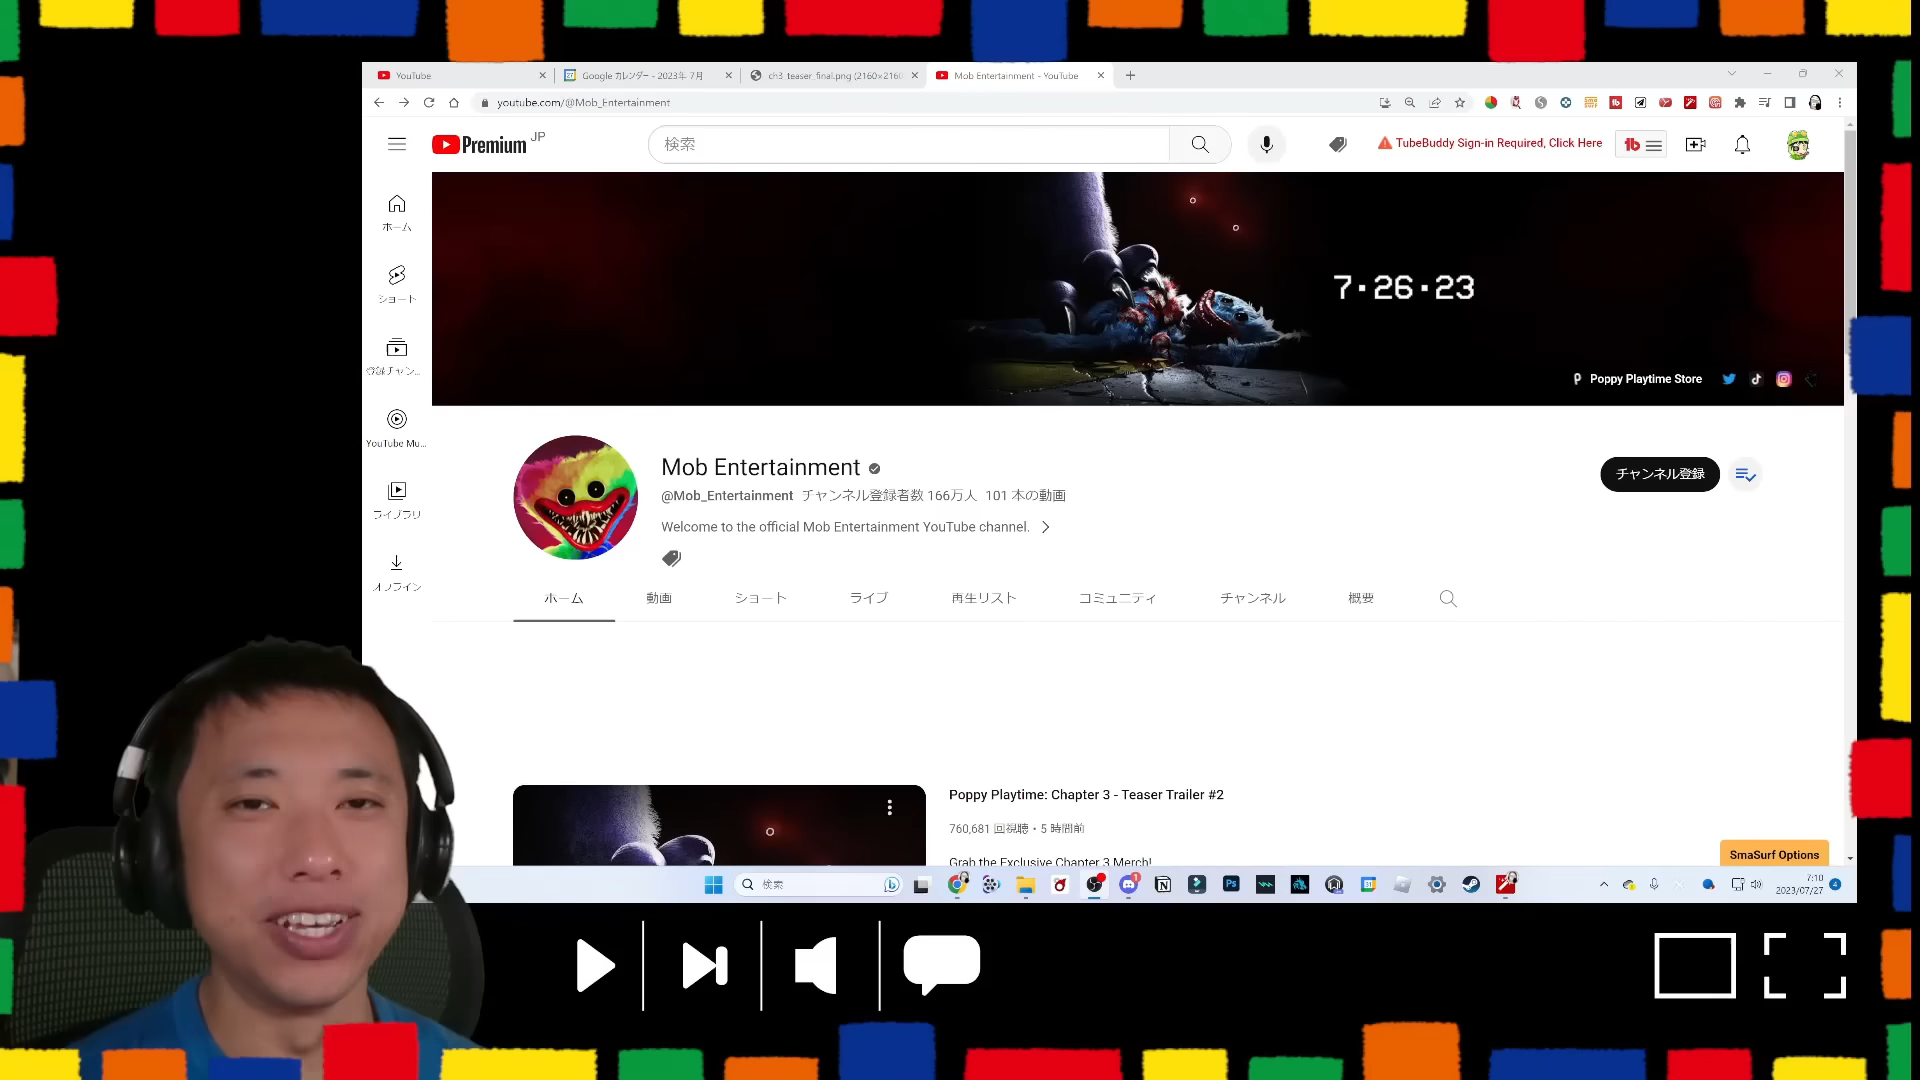 YouTube
Google カレンダー - 2023年 7月
ch3_teaser_final.png (2160×2160
Mob Entertainment - YouTube
youtube.com/@Mob_Entertainment
Premium JP
検索
TubeBuddy Sign-in Required, Click Here
tb
ホーム
ショート
YouTube Mu...
ライブラリ
オフライン
7·26·23
Poppy Playtime Store
Mob Entertainment
@Mob_Entertainment チャンネル登録者数 166万人 101 本の動画
Welcome to the official Mob Entertainment YouTube channel.
チャンネル登録
ホーム 動画 ショート ライブ 再生リスト コミュニティ チャンネル 概要
Poppy Playtime: Chapter 3 - Teaser Trailer #2
760,681 回視聴・5 時間前
Grab the Exclusive Chapter 3 Merch!
SmaSurf Options
検索
7:10
2023/07/27